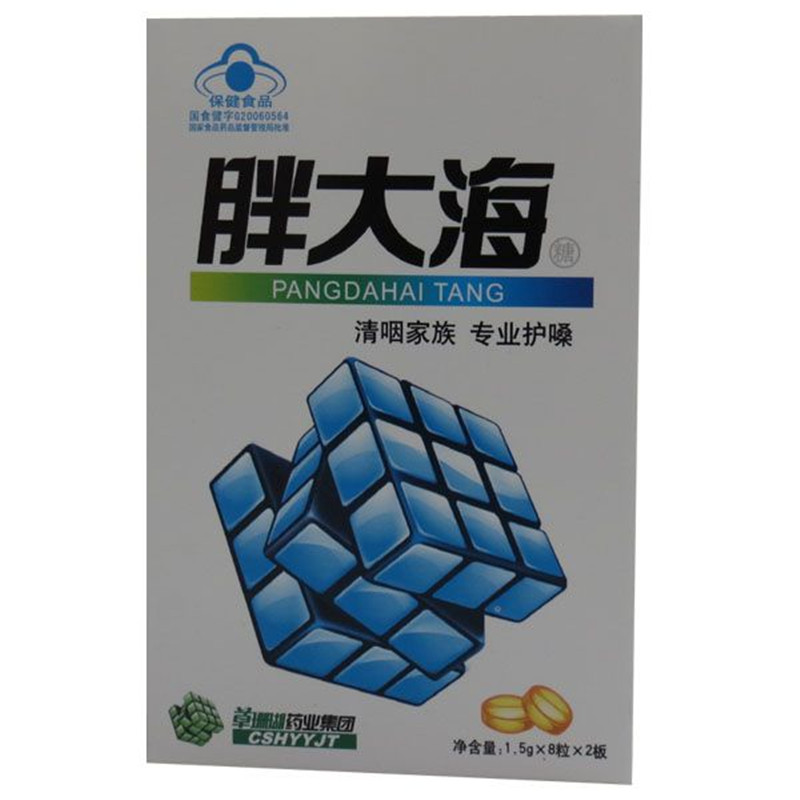 保健食品
国食健字G20060564
国家食品药品监督管理局批准
胖大海糖
PANGDAHAI TANG
清咽家族 专业护嗓
草珊瑚药业集团
CSHYYJT
净含量:1.5g×8粒×2板